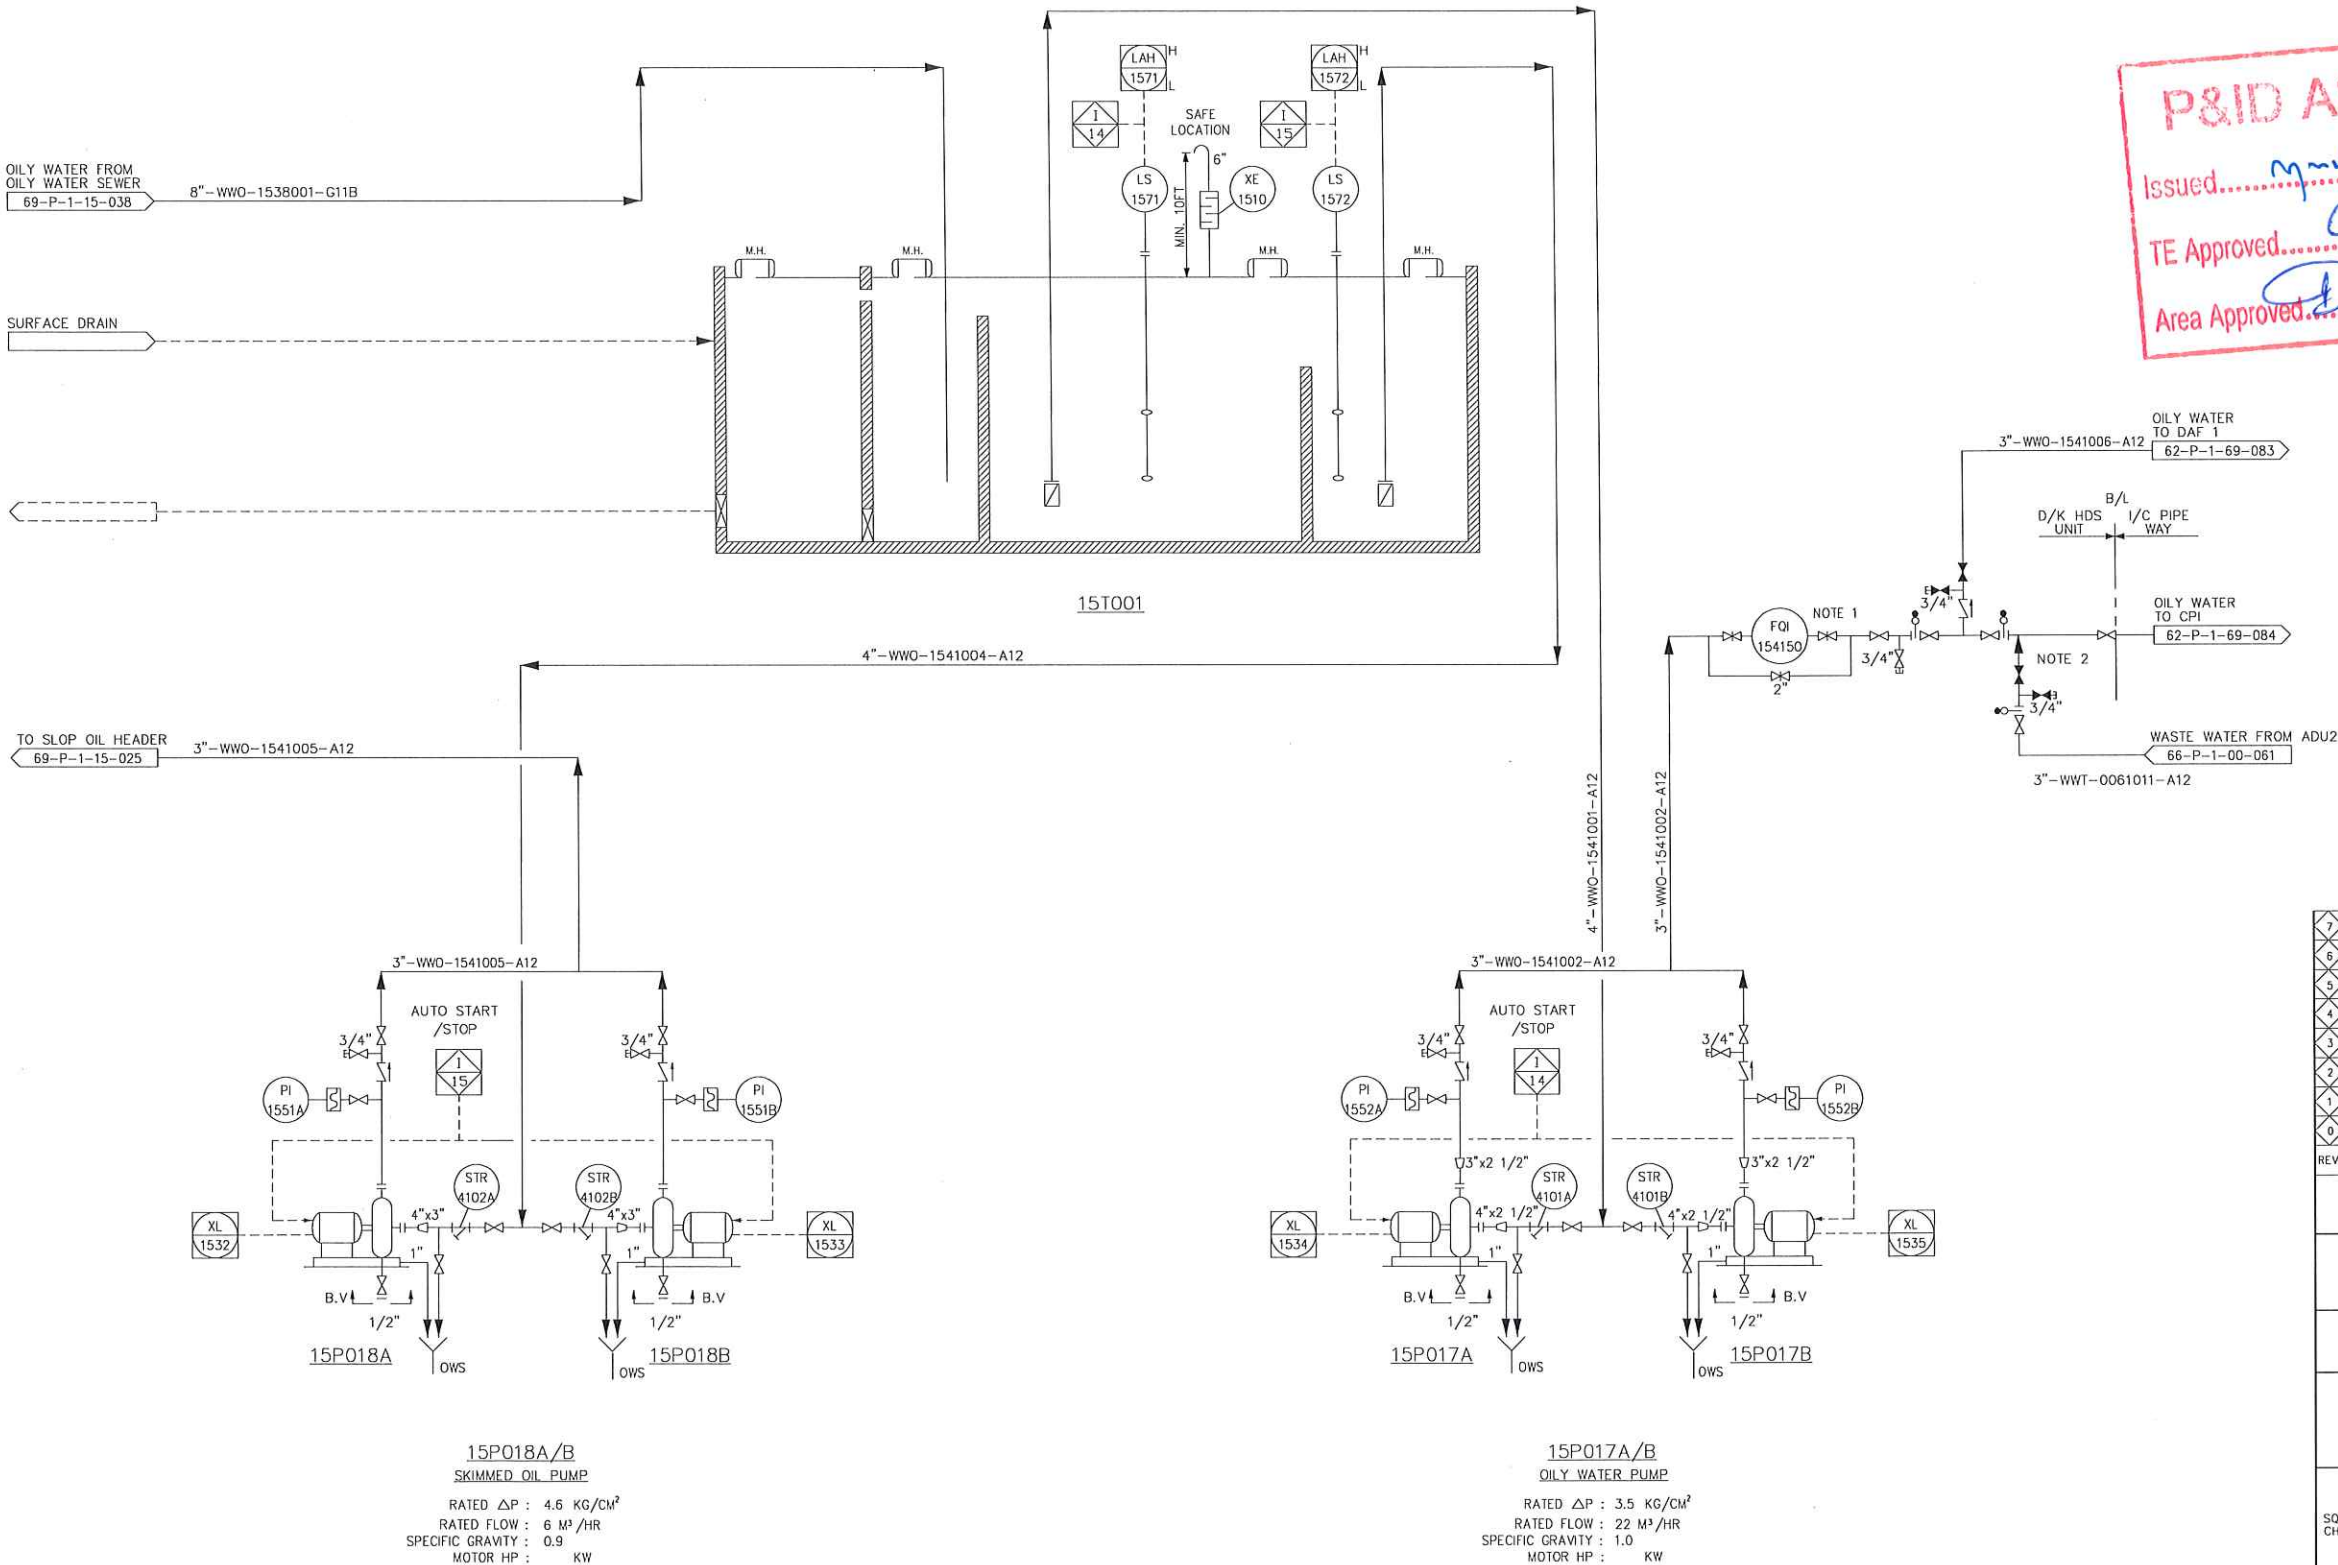 LAH
1571
H
L
LAH
1572
H
L
I
14
I
15
SAFE
LOCATION
6"
MIN. 10FT
LS
1571
XE
1510
LS
1572
OILY WATER FROM
OILY WATER SEWER
69-P-1-15-038
8"-WWO-1538001-G11B
M.H.
M.H.
M.H.
M.H.
SURFACE DRAIN
15T001
P&ID
Issued
TE Approved
Area Approved
OILY WATER
TO DAF 1
3"-WWO-1541006-A12
62-P-1-69-083
B/L
D/K HDS
UNIT
I/C PIPE
WAY
3/4"
NOTE 1
FQI
154150
2"
3/4"
OILY WATER
TO CPI
62-P-1-69-084
NOTE 2
3/4"
WASTE WATER FROM ADU2
66-P-1-00-061
3"-WWT-0061011-A12
4"-WWO-1541004-A12
TO SLOP OIL HEADER
69-P-1-15-025
3"-WWO-1541005-A12
4"-WWO-1541001-A12
3"-WWO-1541002-A12
3"-WWO-1541005-A12
AUTO START
/STOP
I
15
3/4"
3/4"
PI
1551A
PI
1551B
STR
4102A
STR
4102B
4"x3"
4"x3"
XL
1532
XL
1533
1"
1"
B.V
B.V
1/2"
1/2"
15P018A
15P018B
OWS
OWS
3"-WWO-1541002-A12
AUTO START
/STOP
I
14
3/4"
3/4"
PI
1552A
PI
1552B
3"x2 1/2"
3"x2 1/2"
STR
4101A
STR
4101B
4"x2 1/2"
4"x2 1/2"
XL
1534
XL
1535
1"
1"
B.V
B.V
1/2"
1/2"
15P017A
15P017B
OWS
OWS
15P018A/B
SKIMMED OIL PUMP
RATED △P : 4.6 KG/CM²
RATED FLOW : 6 M³/HR
SPECIFIC GRAVITY : 0.9
MOTOR HP : KW
15P017A/B
OILY WATER PUMP
RATED △P : 3.5 KG/CM²
RATED FLOW : 22 M³/HR
SPECIFIC GRAVITY : 1.0
MOTOR HP : KW
7
6
5
4
3
2
1
0
REV